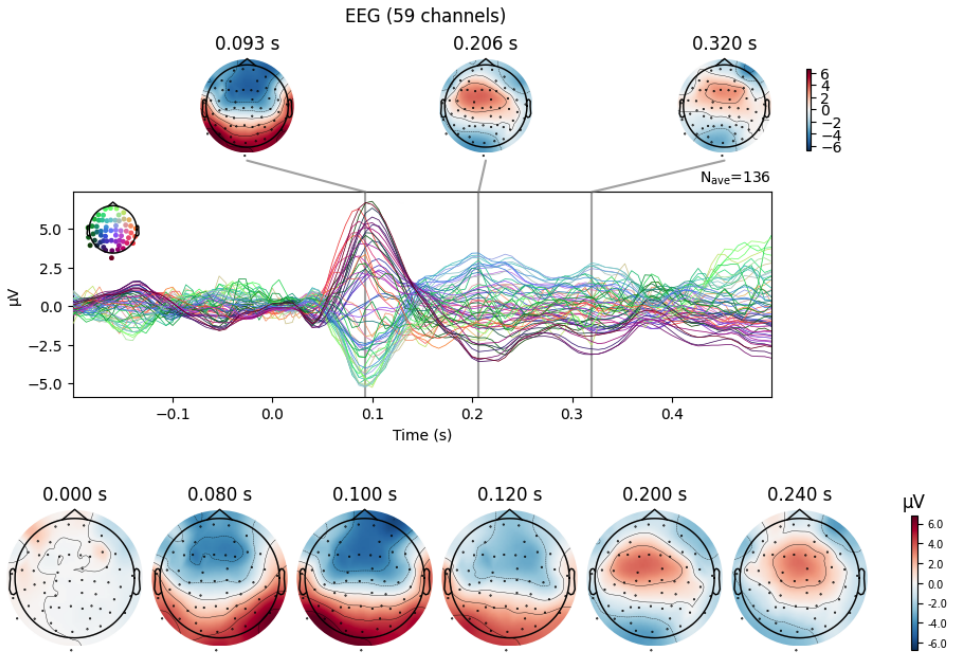 EEG (59 channels)
0.093 s 0.206 s 0.320 s
6
4
2
0
−2
−4
−6
Nave=136
5.0
2.5
0.0
−2.5
−5.0
µV
−0.1 0.0 0.1 0.2 0.3 0.4
Time (s)
0.000 s 0.080 s 0.100 s 0.120 s 0.200 s 0.240 s
µV
6.0
4.0
2.0
0.0
-2.0
-4.0
-6.0